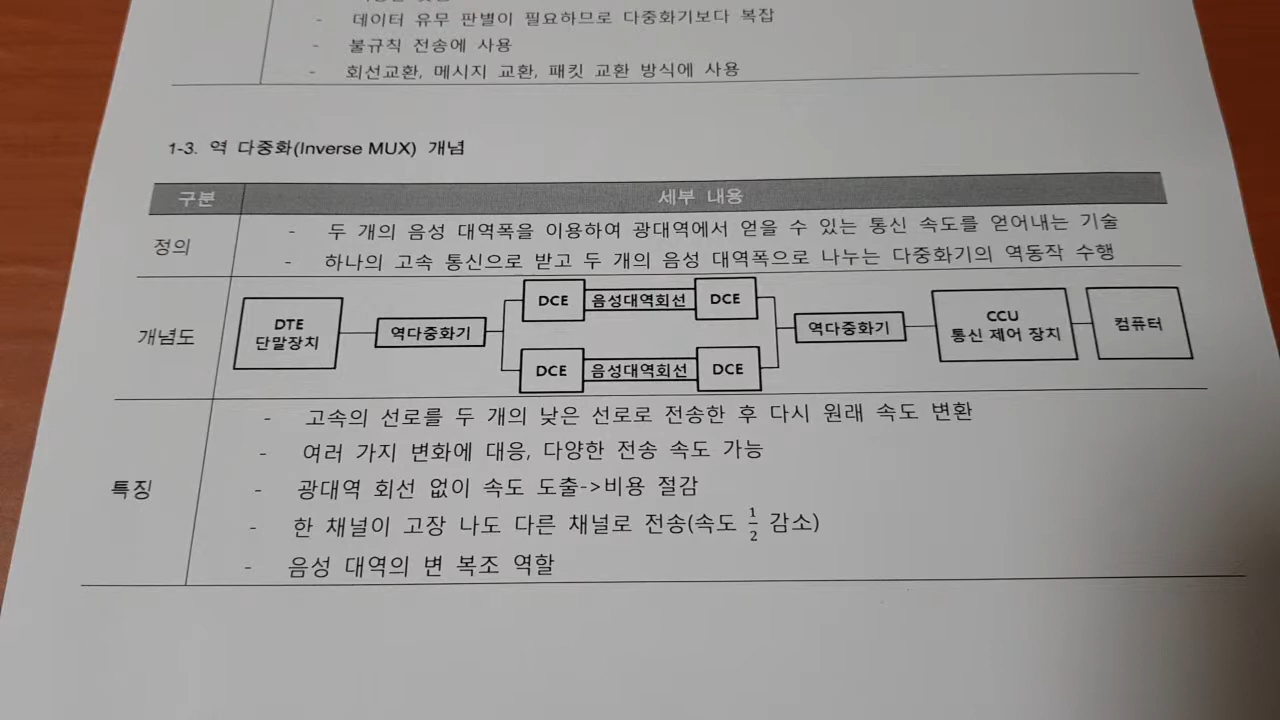 - 데이터 유무 판별이 필요하므로 다중화기보다 복잡
- 불규칙 전송에 사용
- 회선교환, 메시지 교환, 패킷 교환 방식에 사용
1-3. 역 다중화(Inverse MUX) 개념
구분 세부 내용
정의
- 두 개의 음성 대역폭을 이용하여 광대역에서 얻을 수 있는 통신 속도를 얻어내는 기술
- 하나의 고속 통신으로 받고 두 개의 음성 대역폭으로 나누는 다중화기의 역동작 수행
개념도
DTE
단말장치
역다중화기
DCE 음성대역회선 DCE
DCE 음성대역회선 DCE
역다중화기
CCU
통신 제어 장치
컴퓨터
특징
- 고속의 선로를 두 개의 낮은 선로로 전송한 후 다시 원래 속도 변환
- 여러 가지 변화에 대응, 다양한 전송 속도 가능
- 광대역 회선 없이 속도 도출->비용 절감
- 한 채널이 고장 나도 다른 채널로 전송(속도 1/2 감소)
- 음성 대역의 변 복조 역할